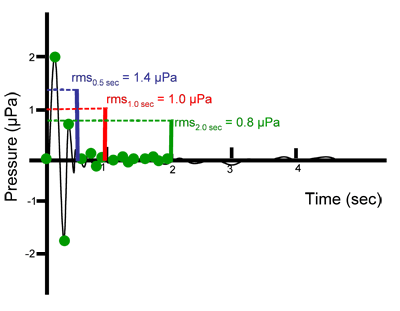 2
rms0.5 sec = 1.4 µPa
rms1.0 sec = 1.0 µPa
1
rms2.0 sec = 0.8 µPa
Pressure (µPa)
1
2
3
4
Time (sec)
-1
-2